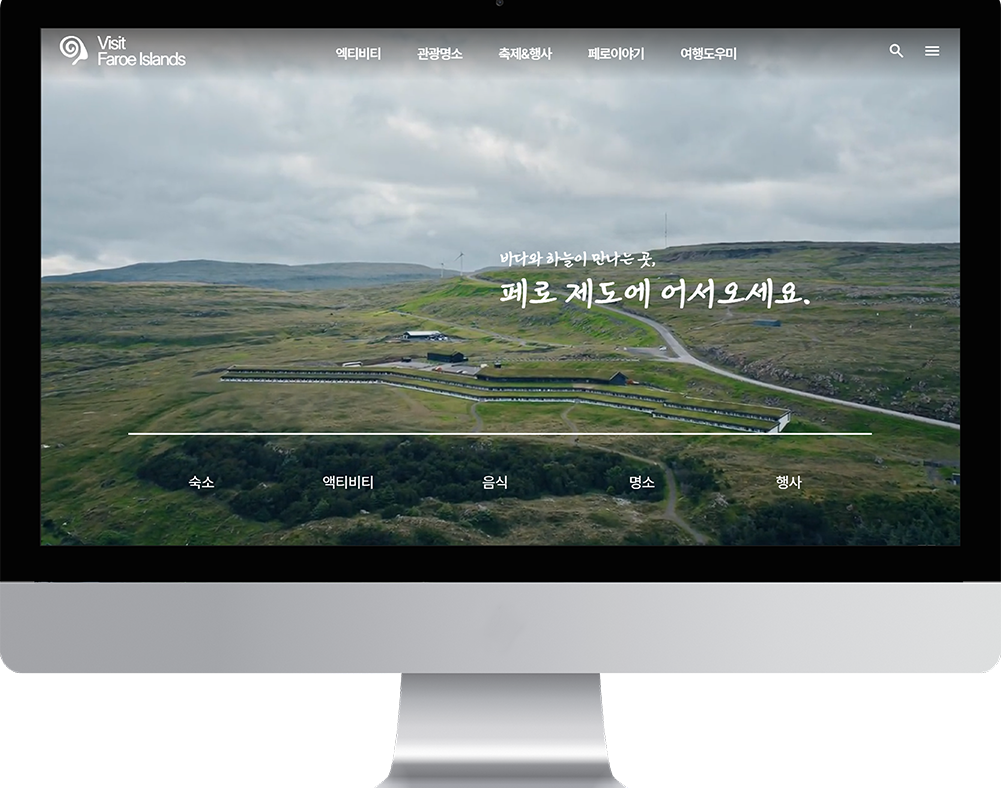 Visit
Faroe Islands
엑티비티 관광명소 축제&행사 페로이야기 여행도우미
바다와 하늘이 만나는 곳,
페로 제도에 어서오세요.
숙소 액티비티 음식 명소 행사